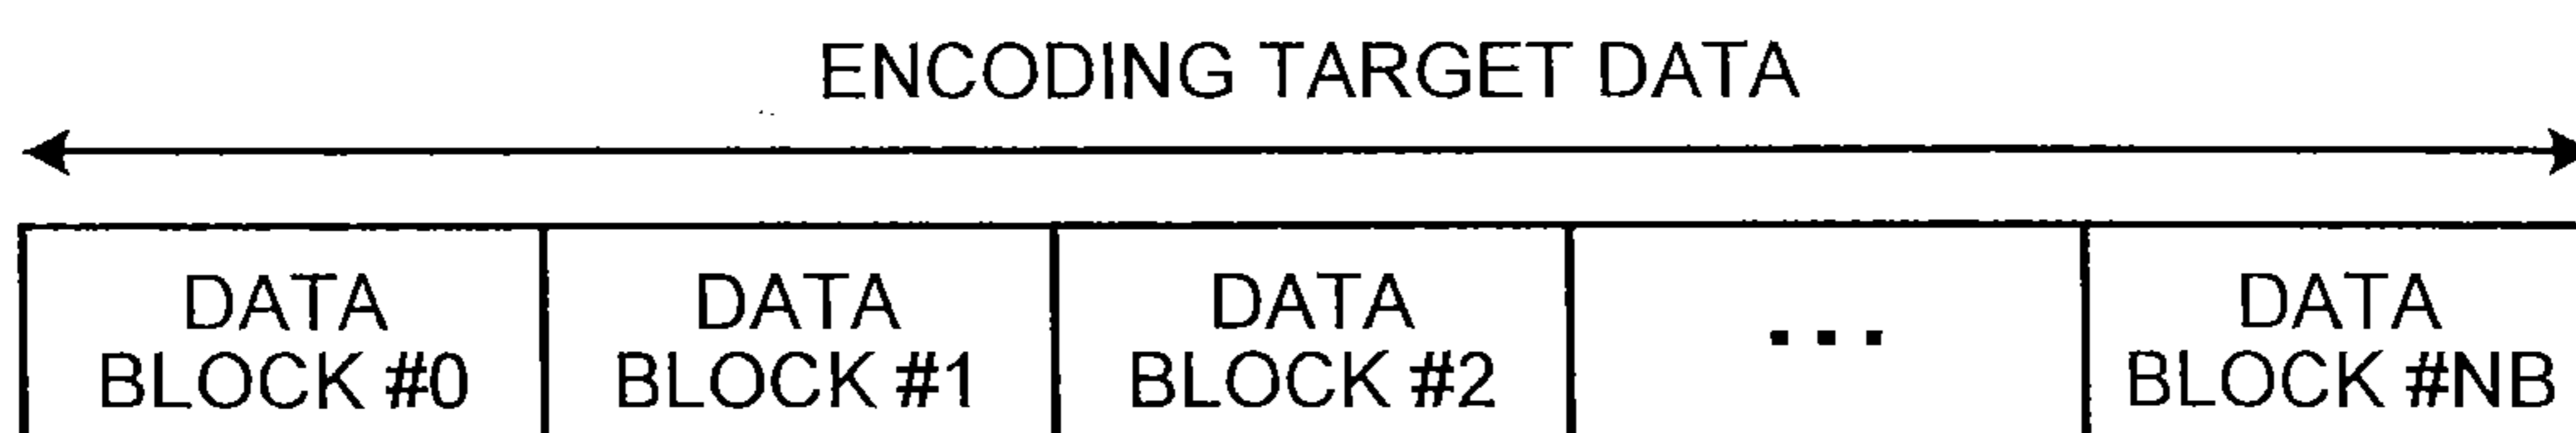 ENCODING TARGET DATA
DATA
BLOCK #0
DATA
BLOCK #1
DATA
BLOCK #2
...
DATA
BLOCK #NB